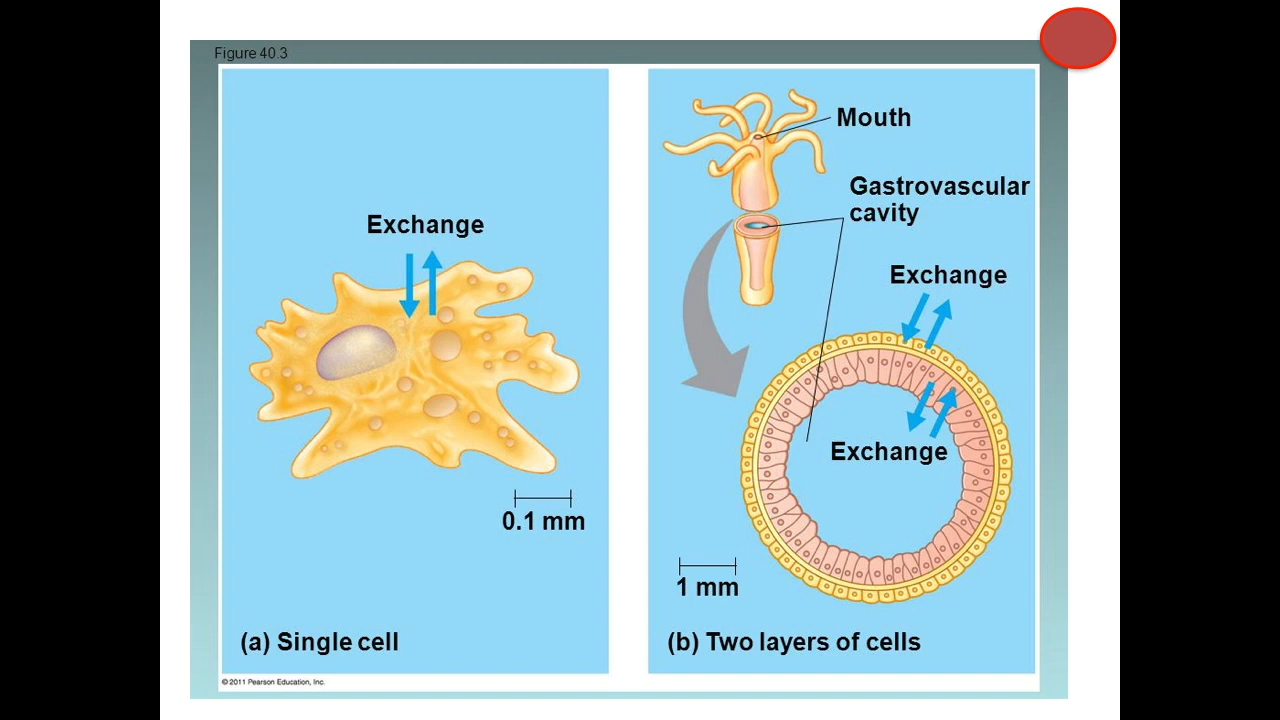 Figure 40.3
Exchange
0.1 mm
(a) Single cell
Mouth
Gastrovascular
cavity
Exchange
Exchange
1 mm
(b) Two layers of cells
© 2011 Pearson Education, Inc.